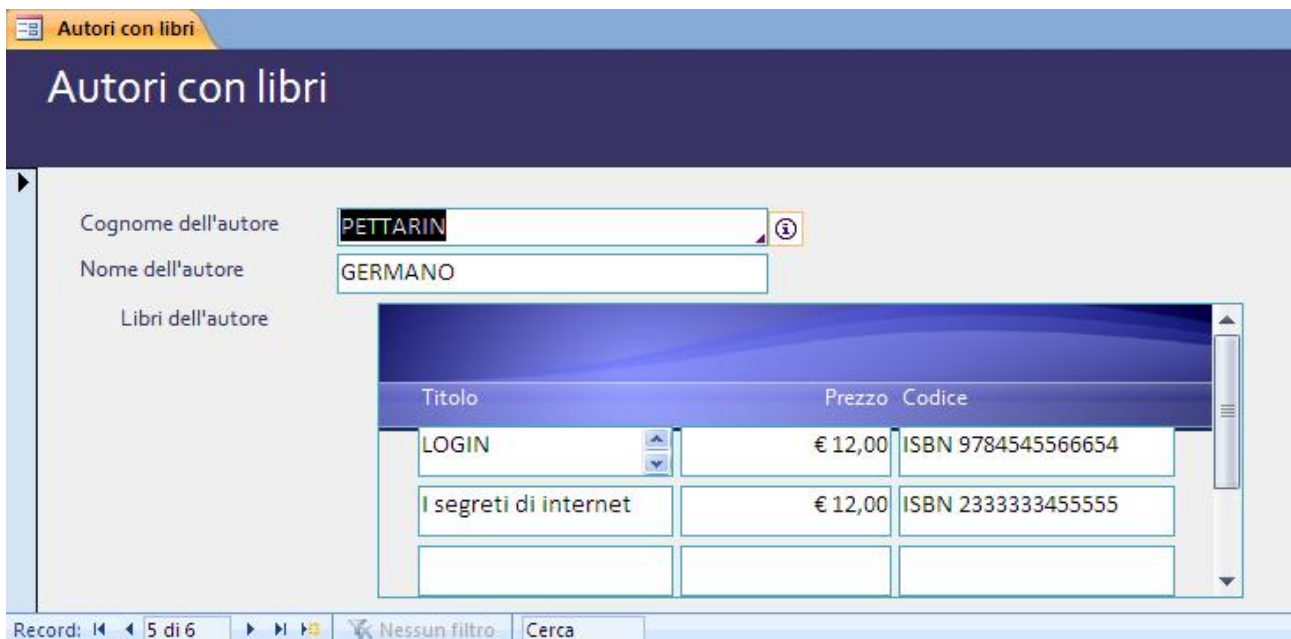 Autori con libri
Autori con libri
Cognome dell'autore PETTARIN
Nome dell'autore GERMANO
Libri dell'autore
Titolo Prezzo Codice
LOGIN € 12,00 ISBN 9784545566654
I segreti di internet € 12,00 ISBN 2333333455555
Record: 5 di 6 Nessun filtro Cerca